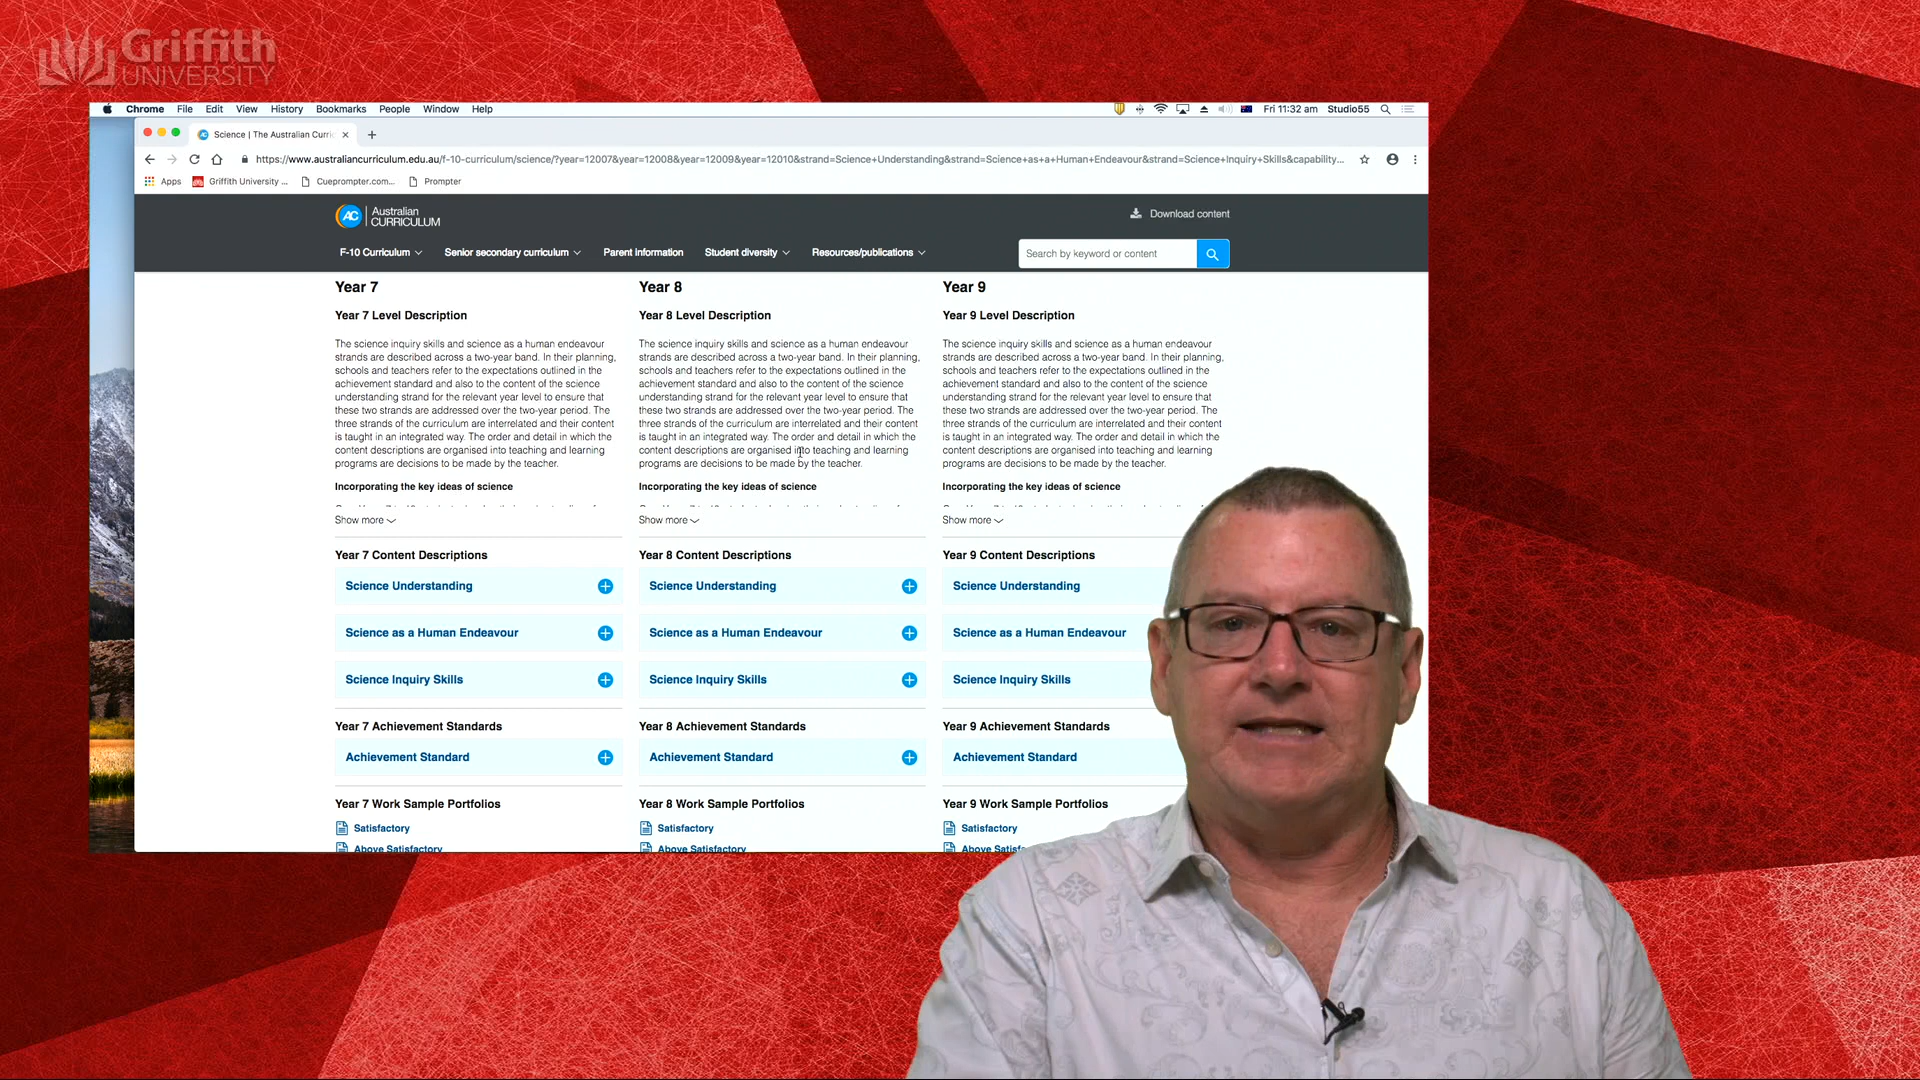 Griffith
UNIVERSITY
Chrome File Edit View History Bookmarks People Window Help
Fri 11:32 am Studio55
Science | The Australian Curric
https://www.australiancurriculum.edu.au/f-10-curriculum/science/?year=12007&year=12008&year=12009&year=12010&strand=Science+Understanding&strand=Science+as+a+Human+Endeavour&strand=Science+Inquiry+Skills&capability...
Apps Griffith University ... Cueprompter.com... Prompter
AC Australian
CURRICULUM
Download content
F-10 Curriculum Senior secondary curriculum Parent information Student diversity Resources/publications
Search by keyword or content
Year 7
Year 7 Level Description
The science inquiry skills and science as a human endeavour
strands are described across a two-year band. In their planning,
schools and teachers refer to the expectations outlined in the
achievement standard and also to the content of the science
understanding strand for the relevant year level to ensure that
these two strands are addressed over the two-year period. The
three strands of the curriculum are interrelated and their content
is taught in an integrated way. The order and detail in which the
content descriptions are organised into teaching and learning
programs are decisions to be made by the teacher.
Incorporating the key ideas of science
Show more
Year 7 Content Descriptions
Science Understanding
Science as a Human Endeavour
Science Inquiry Skills
Year 7 Achievement Standards
Achievement Standard
Year 7 Work Sample Portfolios
Satisfactory
Above Satisfactory
Year 8
Year 8 Level Description
The science inquiry skills and science as a human endeavour
strands are described across a two-year band. In their planning,
schools and teachers refer to the expectations outlined in the
achievement standard and also to the content of the science
understanding strand for the relevant year level to ensure that
these two strands are addressed over the two-year period. The
three strands of the curriculum are interrelated and their content
is taught in an integrated way. The order and detail in which the
content descriptions are organised into teaching and learning
programs are decisions to be made by the teacher.
Incorporating the key ideas of science
Show more
Year 8 Content Descriptions
Science Understanding
Science as a Human Endeavour
Science Inquiry Skills
Year 8 Achievement Standards
Achievement Standard
Year 8 Work Sample Portfolios
Satisfactory
Above Satisfactory
Year 9
Year 9 Level Description
The science inquiry skills and science as a human endeavour
strands are described across a two-year band. In their planning,
schools and teachers refer to the expectations outlined in the
achievement standard and also to the content of the science
understanding strand for the relevant year level to ensure that
these two strands are addressed over the two-year period. The
three strands of the curriculum are interrelated and their content
is taught in an integrated way. The order and detail in which the
content descriptions are organised into teaching and learning
programs are decisions to be made by the teacher.
Incorporating the key ideas of science
Show more
Year 9 Content Descriptions
Science Understanding
Science as a Human Endeavour
Science Inquiry Skills
Year 9 Achievement Standards
Achievement Standard
Year 9 Work Sample Portfolios
Satisfactory
Above Satisfactory